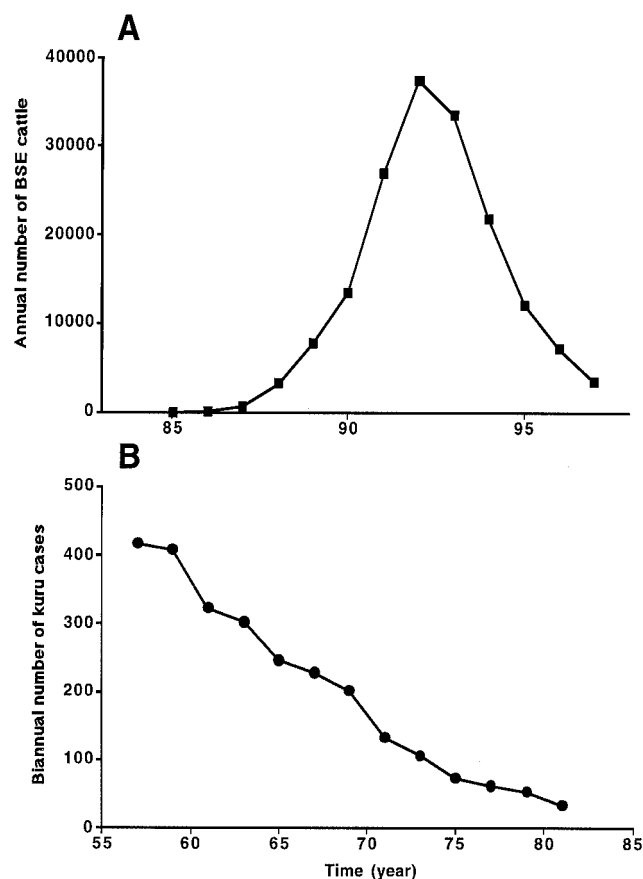 A
Annual number of BSE cattle
40000
30000
20000
10000
0
85 90 95
B
Biannual number of kuru cases
500
400
300
200
100
0
55 60 65 70 75 80 85
Time (year)